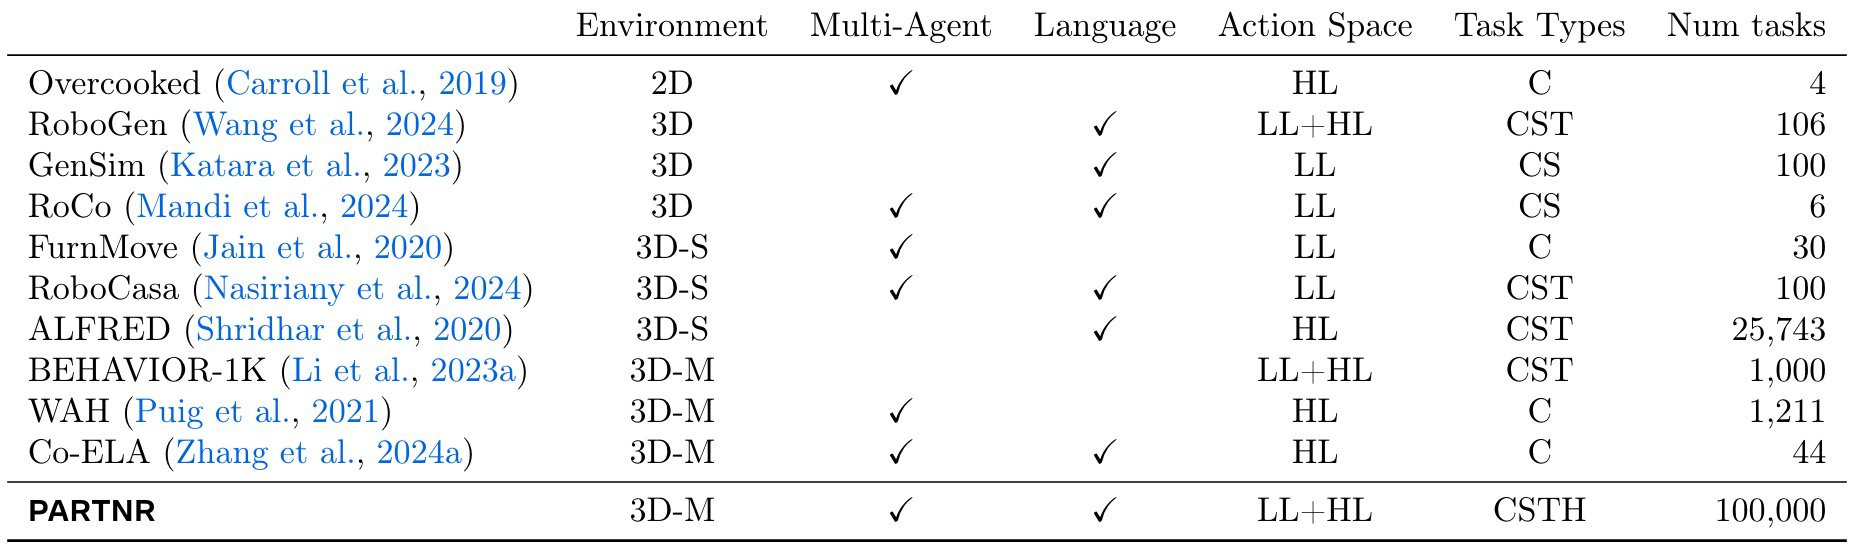 Environment Multi-Agent Language Action Space Task Types Num tasks
Overcooked (Carroll et al., 2019) 2D ✓ HL C 4
RoboGen (Wang et al., 2024) 3D ✓ LL+HL CST 106
GenSim (Katara et al., 2023) 3D ✓ LL CS 100
RoCo (Mandi et al., 2024) 3D ✓ ✓ LL CS 6
FurnMove (Jain et al., 2020) 3D-S ✓ LL C 30
RoboCasa (Nasiriany et al., 2024) 3D-S ✓ ✓ LL CST 100
ALFRED (Shridhar et al., 2020) 3D-S ✓ HL CST 25,743
BEHAVIOR-1K (Li et al., 2023a) 3D-M LL+HL CST 1,000
WAH (Puig et al., 2021) 3D-M ✓ HL C 1,211
Co-ELA (Zhang et al., 2024a) 3D-M ✓ ✓ HL C 44
PARTNR 3D-M ✓ ✓ LL+HL CSTH 100,000